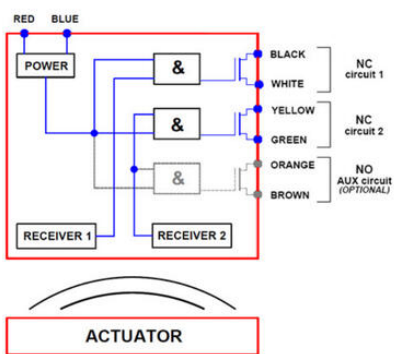 RED BLUE
POWER
& BLACK
WHITE
NC
circuit 1
& YELLOW
GREEN
NC
circuit 2
& ORANGE
BROWN
NO
AUX circuit
(OPTIONAL)
RECEIVER 1 RECEIVER 2
ACTUATOR